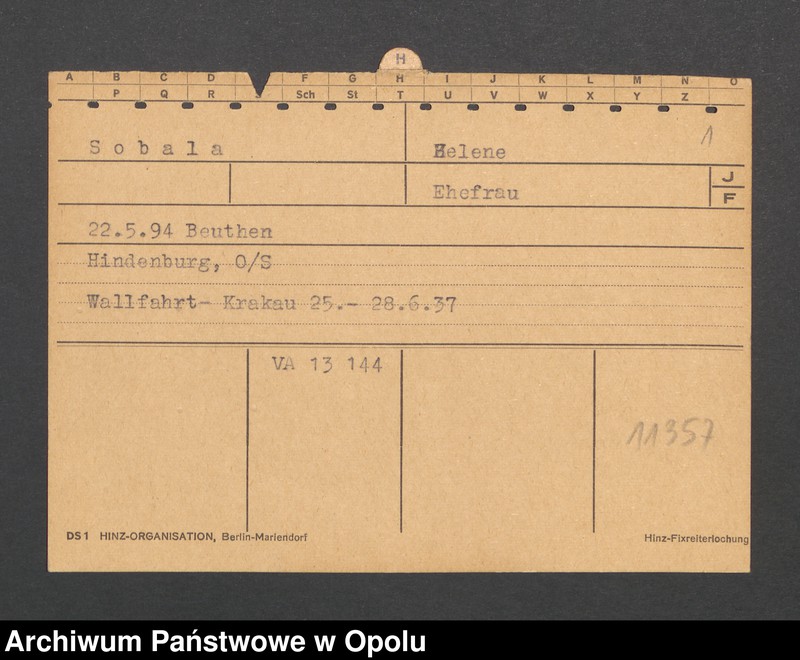 H
A B C D F G H I J K L M N O
P Q R S Sch St T U V W X Y Z
1
Sobala Helene
Ehefrau J/F
22.5.94 Beuthen
Hindenburg, O/S
Wallfahrt- Krakau 25.- 28.6.37
VA 13 144
11357
DS1 HINZ-ORGANISATION, Berlin-Mariendorf Hinz-Fixreiterlochung
Archiwum Państwowe w Opolu